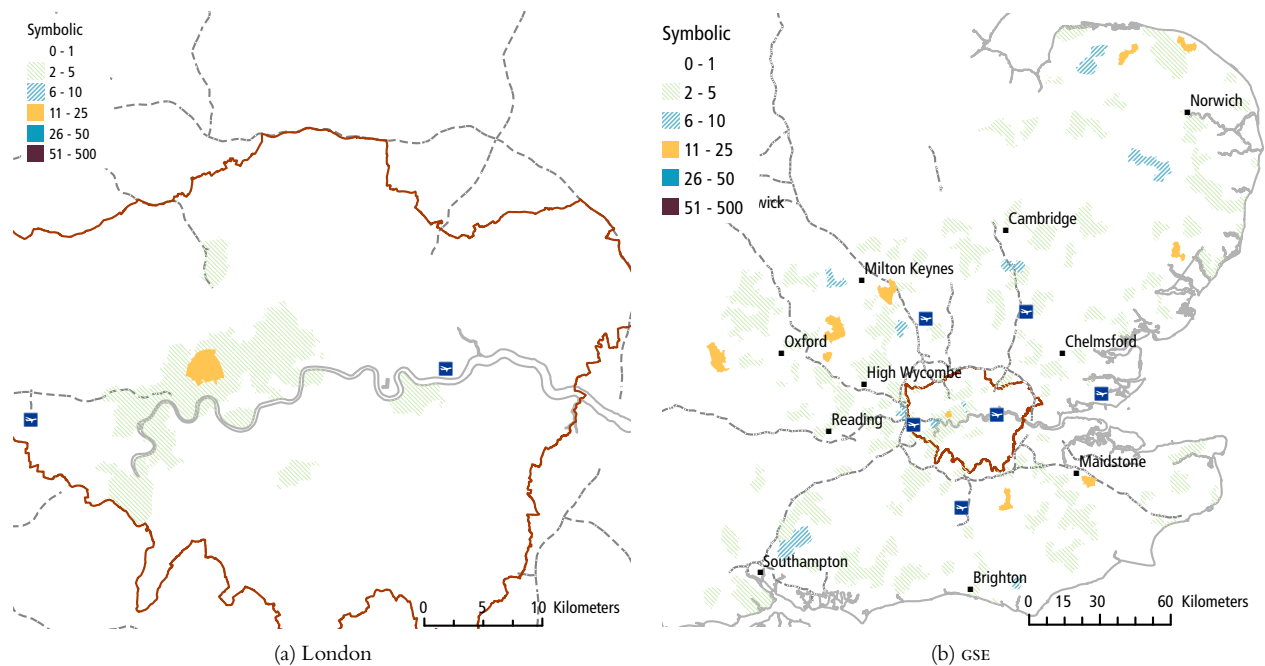 Symbolic
0 - 1
2 - 5
6 - 10
11 - 25
26 - 50
51 - 500
0 5 10 Kilometers
(a) London
Symbolic
0 - 1
2 - 5
6 - 10
11 - 25
26 - 50
51 - 500
wick
Norwich
Cambridge
Milton Keynes
Oxford
Chelmsford
High Wycombe
Reading
Maidstone
Southampton
Brighton
0 15 30 60 Kilometers
(b) GSE